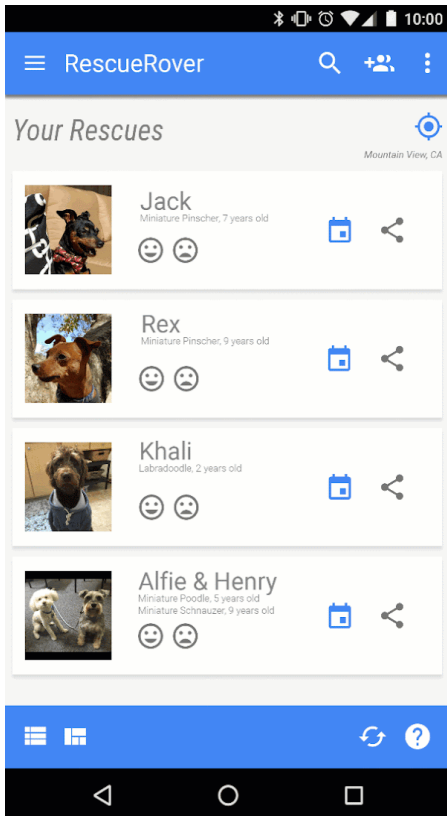 10:00
RescueRover
Your Rescues
Mountain View, CA
Jack
Miniature Pinscher, 7 years old
Rex
Miniature Pinscher, 9 years old
Khali
Labradoodle, 2 years old
Alfie & Henry
Miniature Poodle, 5 years old
Miniature Schnauzer, 9 years old